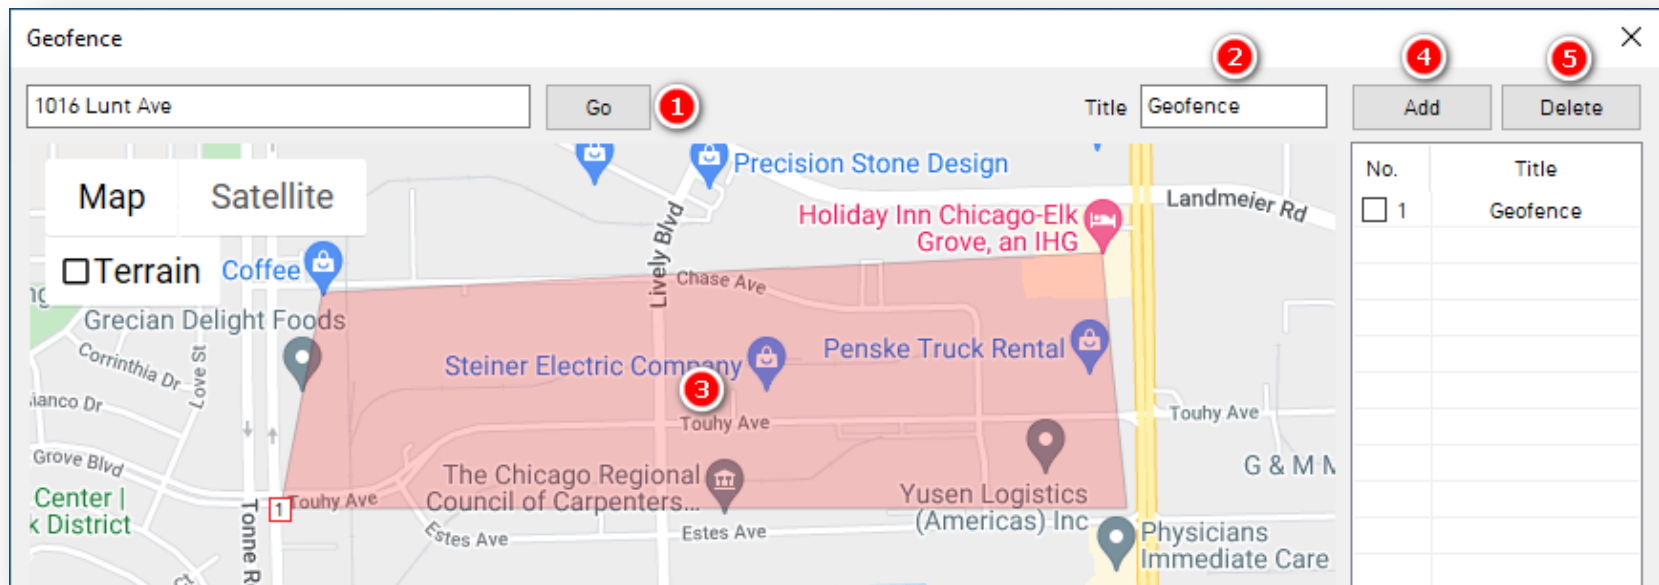 Geofence
2
4
5
1016 Lunt Ave
Go
1
Title
Geofence
Add
Delete
Map
Satellite
Terrain
Precision Stone Design
Landmeier Rd
No.
Title
1
Geofence
Holiday Inn Chicago-Elk
Grove, an IHG
Lively Blvd
Coffee
Chase Ave
Grecian Delight Foods
Corrinthia Dr
Love St
Steiner Electric Company
Penske Truck Rental
3
ianco Dr
Touhy Ave
Touhy Ave
Grove Blvd
The Chicago Regional
Council of Carpenters...
Yusen Logistics
(Americas) Inc
G & M
Center |
k District
1
Touhy Ave
Tonne R
Estes Ave
Estes Ave
Physicians
Immediate Care